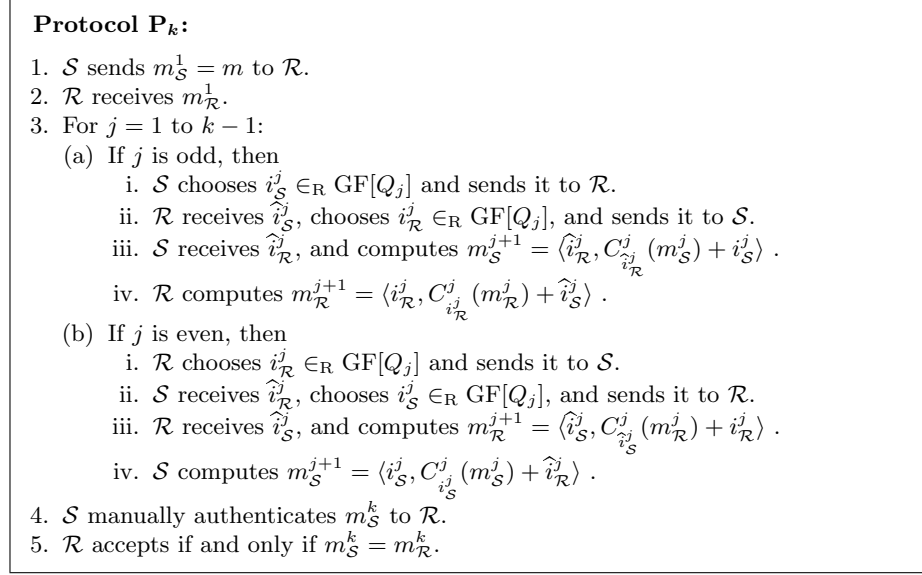 Protocol P_k:
1. 𝒮 sends m_𝒮^1 = m to ℛ.
2. ℛ receives m_ℛ^1.
3. For j = 1 to k − 1:
(a) If j is odd, then
i. 𝒮 chooses i_𝒮^j ∈_R GF[Q_j] and sends it to ℛ.
ii. ℛ receives î_𝒮^j, chooses i_ℛ^j ∈_R GF[Q_j], and sends it to 𝒮.
iii. 𝒮 receives î_ℛ^j, and computes m_𝒮^{j+1} = ⟨î_ℛ^j, C^j_{î_ℛ^j}(m_𝒮^j) + i_𝒮^j⟩ .
iv. ℛ computes m_ℛ^{j+1} = ⟨i_ℛ^j, C^j_{i_ℛ^j}(m_ℛ^j) + î_𝒮^j⟩ .
(b) If j is even, then
i. ℛ chooses i_ℛ^j ∈_R GF[Q_j] and sends it to 𝒮.
ii. 𝒮 receives î_ℛ^j, chooses i_𝒮^j ∈_R GF[Q_j], and sends it to ℛ.
iii. ℛ receives î_𝒮^j, and computes m_ℛ^{j+1} = ⟨î_𝒮^j, C^j_{î_𝒮^j}(m_ℛ^j) + i_ℛ^j⟩ .
iv. 𝒮 computes m_𝒮^{j+1} = ⟨i_𝒮^j, C^j_{i_𝒮^j}(m_𝒮^j) + î_ℛ^j⟩ .
4. 𝒮 manually authenticates m_𝒮^k to ℛ.
5. ℛ accepts if and only if m_𝒮^k = m_ℛ^k.